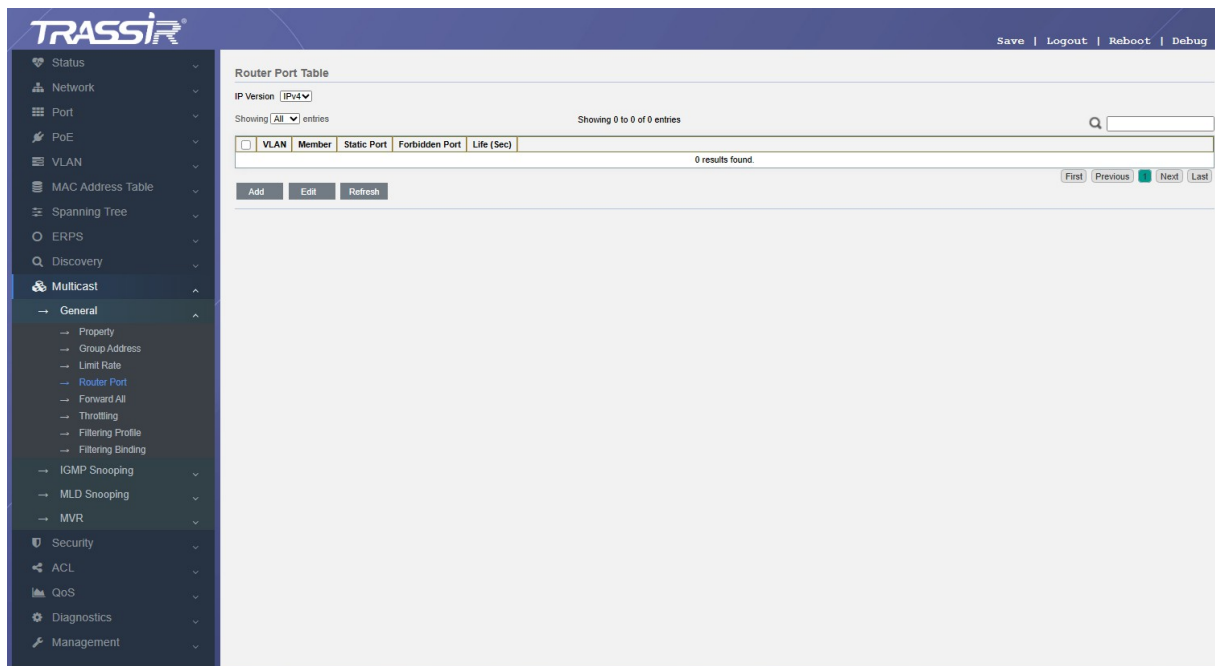 TRASSIR
Save | Logout | Reboot | Debug
Status
Network
Port
PoE
VLAN
MAC Address Table
Spanning Tree
ERPS
Discovery
Multicast
→ General
→ Property
→ Group Address
→ Limit Rate
→ Router Port
→ Forward All
→ Throttling
→ Filtering Profile
→ Filtering Binding
→ IGMP Snooping
→ MLD Snooping
→ MVR
Security
ACL
QoS
Diagnostics
Management
Router Port Table
IP Version IPv4
Showing All entries Showing 0 to 0 of 0 entries
VLAN Member Static Port Forbidden Port Life (Sec)
0 results found.
First Previous 1 Next Last
Add Edit Refresh